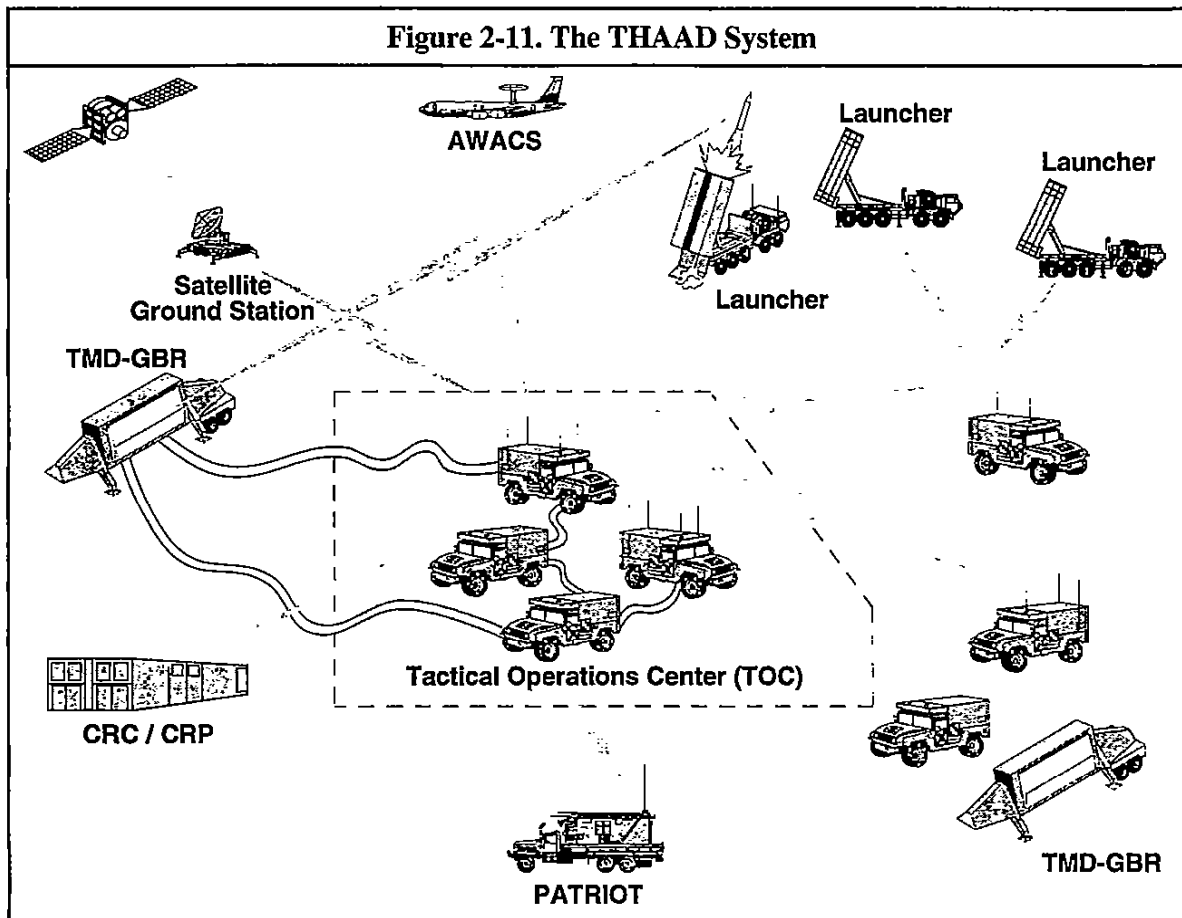 Figure 2-11. The THAAD System
AWACS
Launcher
Launcher
Launcher
Satellite
Ground Station
TMD-GBR
Tactical Operations Center (TOC)
CRC / CRP
PATRIOT
TMD-GBR